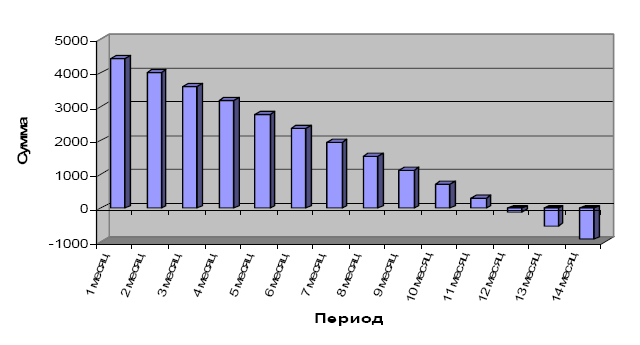 5000
4000
3000
2000
1000
0
-1000
Сумма
1 месяц
2 месяц
3 месяц
4 месяц
5 месяц
6 месяц
7 месяц
8 месяц
9 месяц
10 месяц
11 месяц
12 месяц
13 месяц
14 месяц
Период